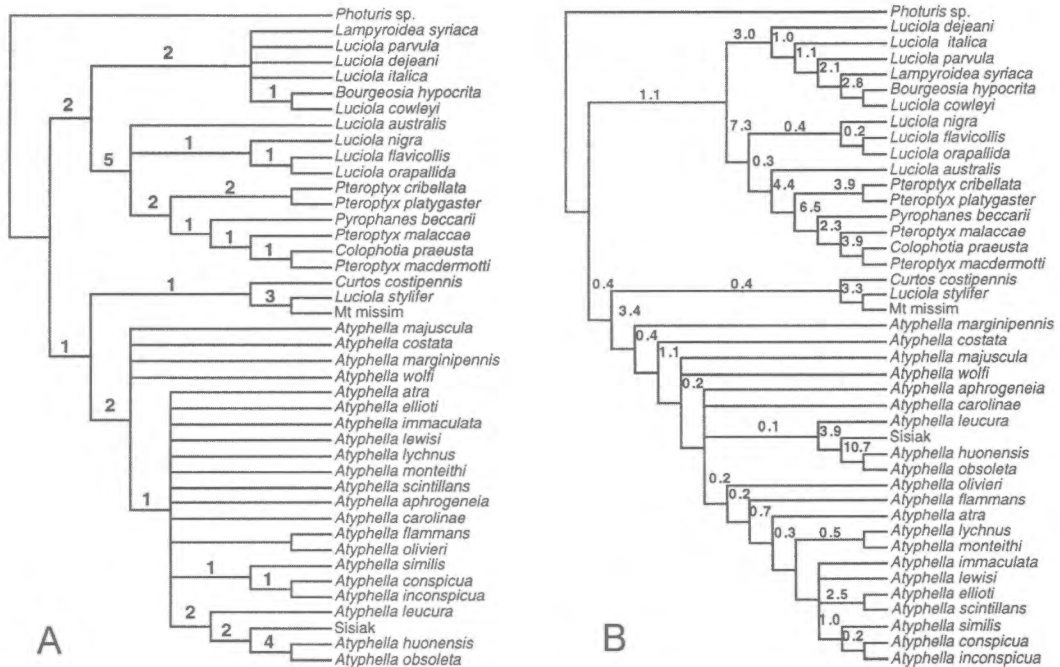 Photuris sp.
2
Lampyroidea syriaca
Luciola parvula
Luciola dejeani
Luciola italica
1
Bourgeosia hypocrita
Luciola cowleyi
2
Luciola australis
5
1
Luciola nigra
1
Luciola flavicollis
Luciola orapallida
2
2
Pteroptyx cribellata
Pteroptyx platygaster
1
Pyrophanes beccarii
1
Pteroptyx malaccae
1
Colophotia praeusta
Pteroptyx macdermotti
1
Curtos costipennis
3
Luciola stylifer
Mt missim
1
Atyphella majuscula
Atyphella costata
Atyphella marginipennis
Atyphella wolfi
2
Atyphella atra
Atyphella ellioti
Atyphella immaculata
Atyphella lewisi
Atyphella lychnus
Atyphella monteithi
1
Atyphella scintillans
Atyphella aphrogeneia
Atyphella carolinae
Atyphella flammans
Atyphella olivieri
1
Atyphella similis
1
Atyphella conspicua
Atyphella inconspicua
2
Atyphella leucura
2
Sisiak
4
Atyphella huonensis
Atyphella obsoleta
A
Photuris sp.
3.0
Luciola dejeani
1.0
Luciola italica
1.1
Luciola parvula
2.1
Lampyroidea syriaca
2.8
Bourgeosia hypocrita
Luciola cowleyi
1.1
7.3
0.4
Luciola nigra
0.2
Luciola flavicollis
Luciola orapallida
0.3
Luciola australis
4.4
3.9
Pteroptyx cribellata
Pteroptyx platygaster
6.5
Pyrophanes beccarii
2.3
Pteroptyx malaccae
3.9
Colophotia praeusta
Pteroptyx macdermotti
0.4
0.4
Curtos costipennis
3.3
Luciola stylifer
Mt missim
3.4
Atyphella marginipennis
0.4
Atyphella costata
1.1
Atyphella majuscula
Atyphella wolfi
0.2
Atyphella aphrogeneia
Atyphella carolinae
0.1
Atyphella leucura
3.9
Sisiak
10.7
Atyphella huonensis
Atyphella obsoleta
0.2
Atyphella olivieri
0.2
Atyphella flammans
0.7
Atyphella atra
0.3
0.5
Atyphella lychnus
Atyphella monteithi
Atyphella immaculata
Atyphella lewisi
2.5
Atyphella ellioti
Atyphella scintillans
1.0
Atyphella similis
0.2
Atyphella conspicua
Atyphella inconspicua
B